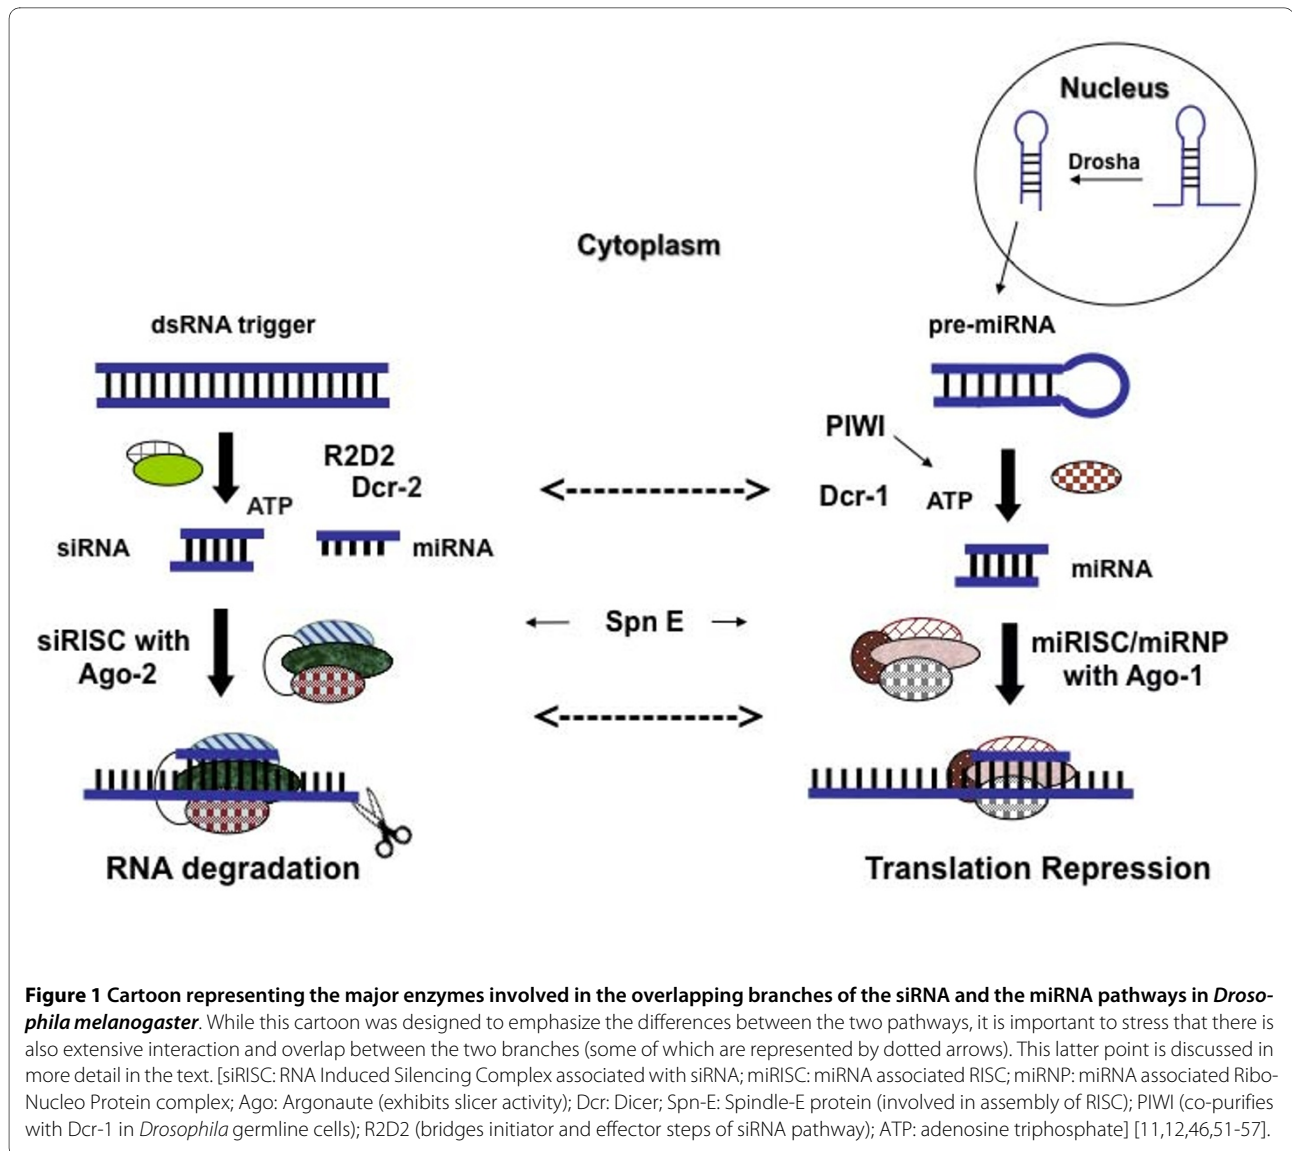 Nucleus
Drosha
Cytoplasm
dsRNA trigger
pre-miRNA
PIWI
R2D2
Dcr-2
ATP
Dcr-1
ATP
siRNA
miRNA
miRNA
siRISC with
Ago-2
Spn E
miRISC/miRNP
with Ago-1
RNA degradation
Translation Repression
Figure 1 Cartoon representing the major enzymes involved in the overlapping branches of the siRNA and the miRNA pathways in Droso-
phila melanogaster. While this cartoon was designed to emphasize the differences between the two pathways, it is important to stress that there is
also extensive interaction and overlap between the two branches (some of which are represented by dotted arrows). This latter point is discussed in
more detail in the text. [siRISC: RNA Induced Silencing Complex associated with siRNA; miRISC: miRNA associated RISC; miRNP: miRNA associated Ribo-
Nucleo Protein complex; Ago: Argonaute (exhibits slicer activity); Dcr: Dicer; Spn-E: Spindle-E protein (involved in assembly of RISC); PIWI (co-purifies
with Dcr-1 in Drosophila germline cells); R2D2 (bridges initiator and effector steps of siRNA pathway); ATP: adenosine triphosphate] [11,12,46,51-57].